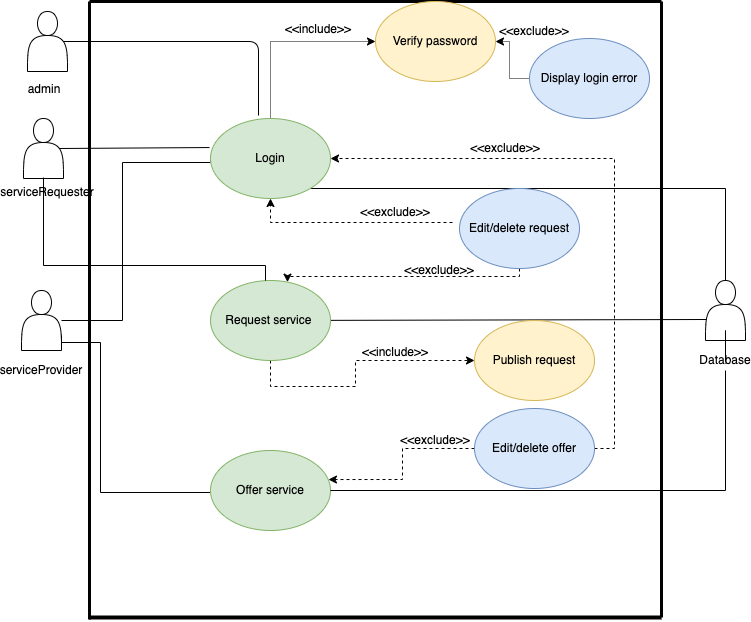 <<include>>
Verify password
<<exclude>>
Display login error
admin
Login
<<exclude>>
serviceRequester
<<exclude>>
Edit/delete request
<<exclude>>
Request service
<<include>>
Publish request
Database
serviceProvider
<<exclude>>
Edit/delete offer
Offer service